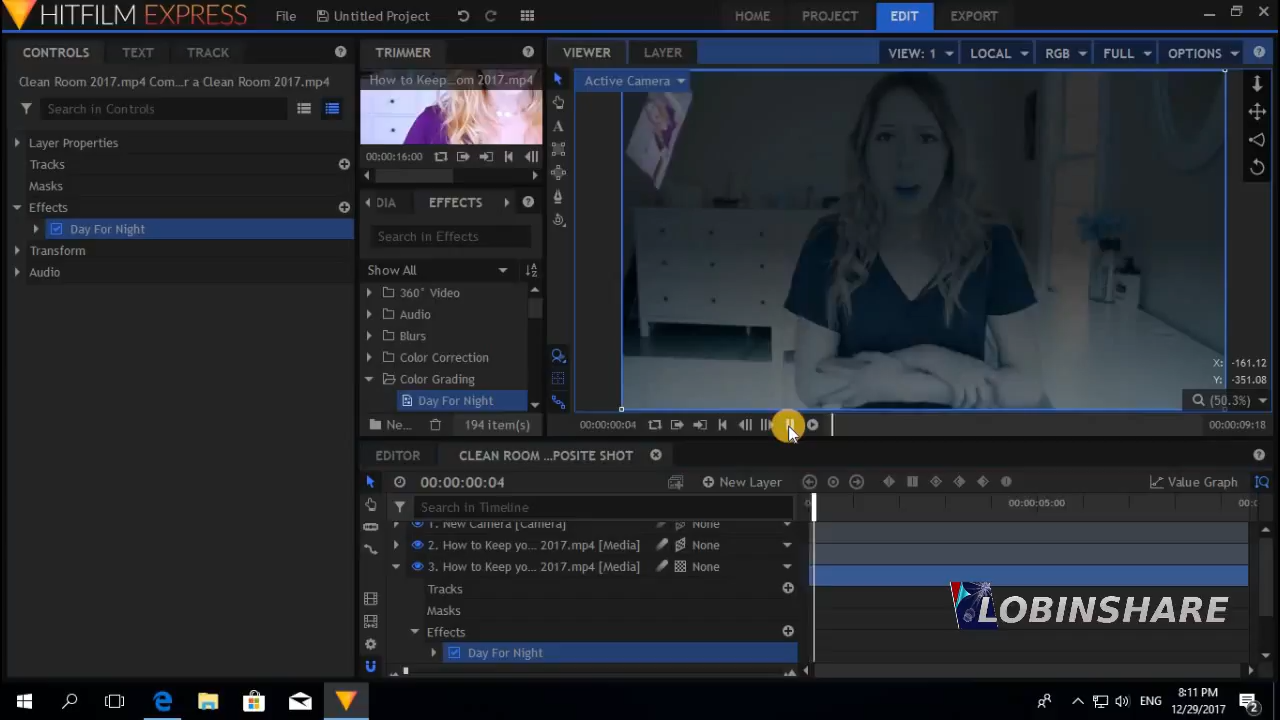 HITFILM EXPRESS
File
Untitled Project
HOME
PROJECT
EDIT
EXPORT
CONTROLS
TEXT
TRACK
Clean Room 2017.mp4 Com...r a Clean Room 2017.mp4
Search in Controls
Layer Properties
Tracks
Masks
Effects
Day For Night
Transform
Audio
TRIMMER
How to Keep...om 2017.mp4
00:00:16:00
DIA
EFFECTS
Search in Effects
Show All
360° Video
Audio
Blurs
Color Correction
Color Grading
Day For Night
Ne...
194 item(s)
VIEWER
LAYER
VIEW: 1
LOCAL
RGB
FULL
OPTIONS
Active Camera
X: -161.12
Y: -351.08
(50.3%)
00:00:00:04
00:00:09:18
EDITOR
CLEAN ROOM ...POSITE SHOT
00:00:00:04
New Layer
Value Graph
Search in Timeline
00:00:05:00
00:0
1. New Camera [Camera]
None
2. How to Keep yo... 2017.mp4 [Media]
None
3. How to Keep yo... 2017.mp4 [Media]
None
Tracks
Masks
Effects
Day For Night
LOBINSHARE
ENG
8:11 PM
12/29/2017
2